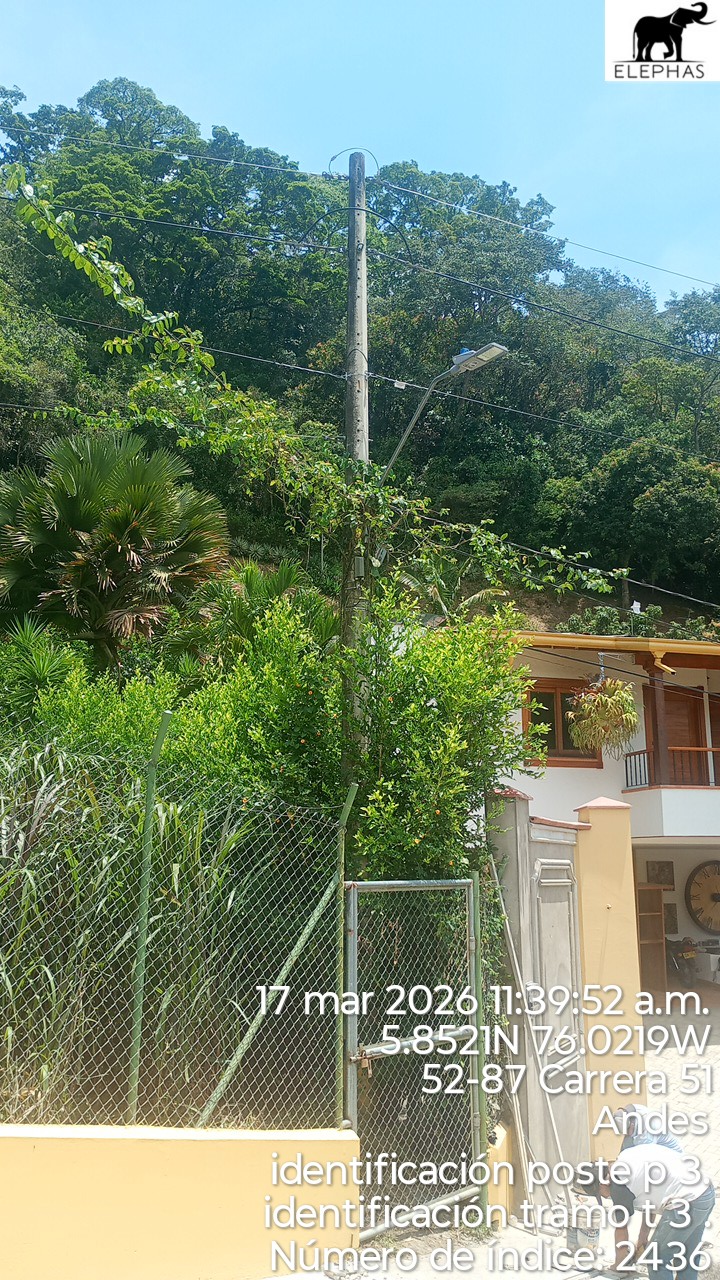 ELEPHAS
17 mar 2026 11:39:52 a.m.
5.8521N 76.0219W
52-87 Carrera 51
Andes
identificación poste p 3.
identificación tramo t 3 .
Número de índice: 2436